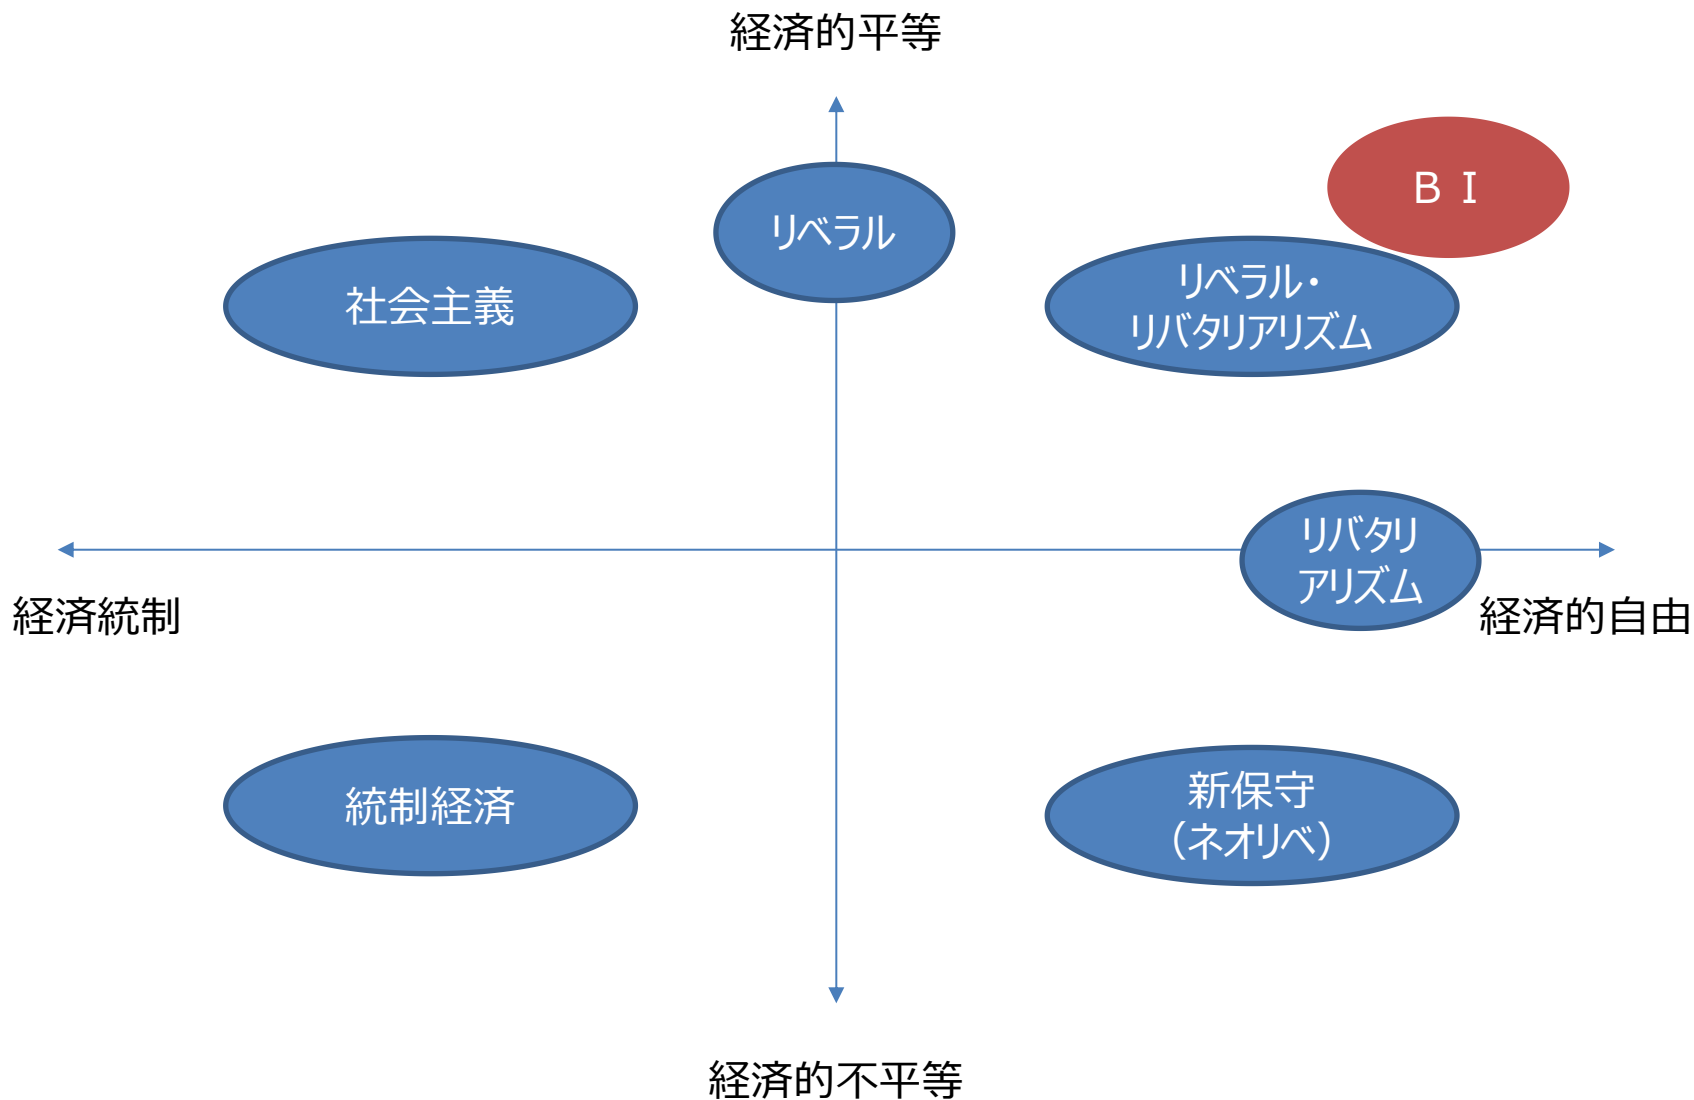 経済的平等
BI
リベラル
社会主義
リベラル・
リバタリアリズム
リバタリ
アリズム
経済統制
経済的自由
統制経済
新保守
（ネオリベ）
経済的不平等